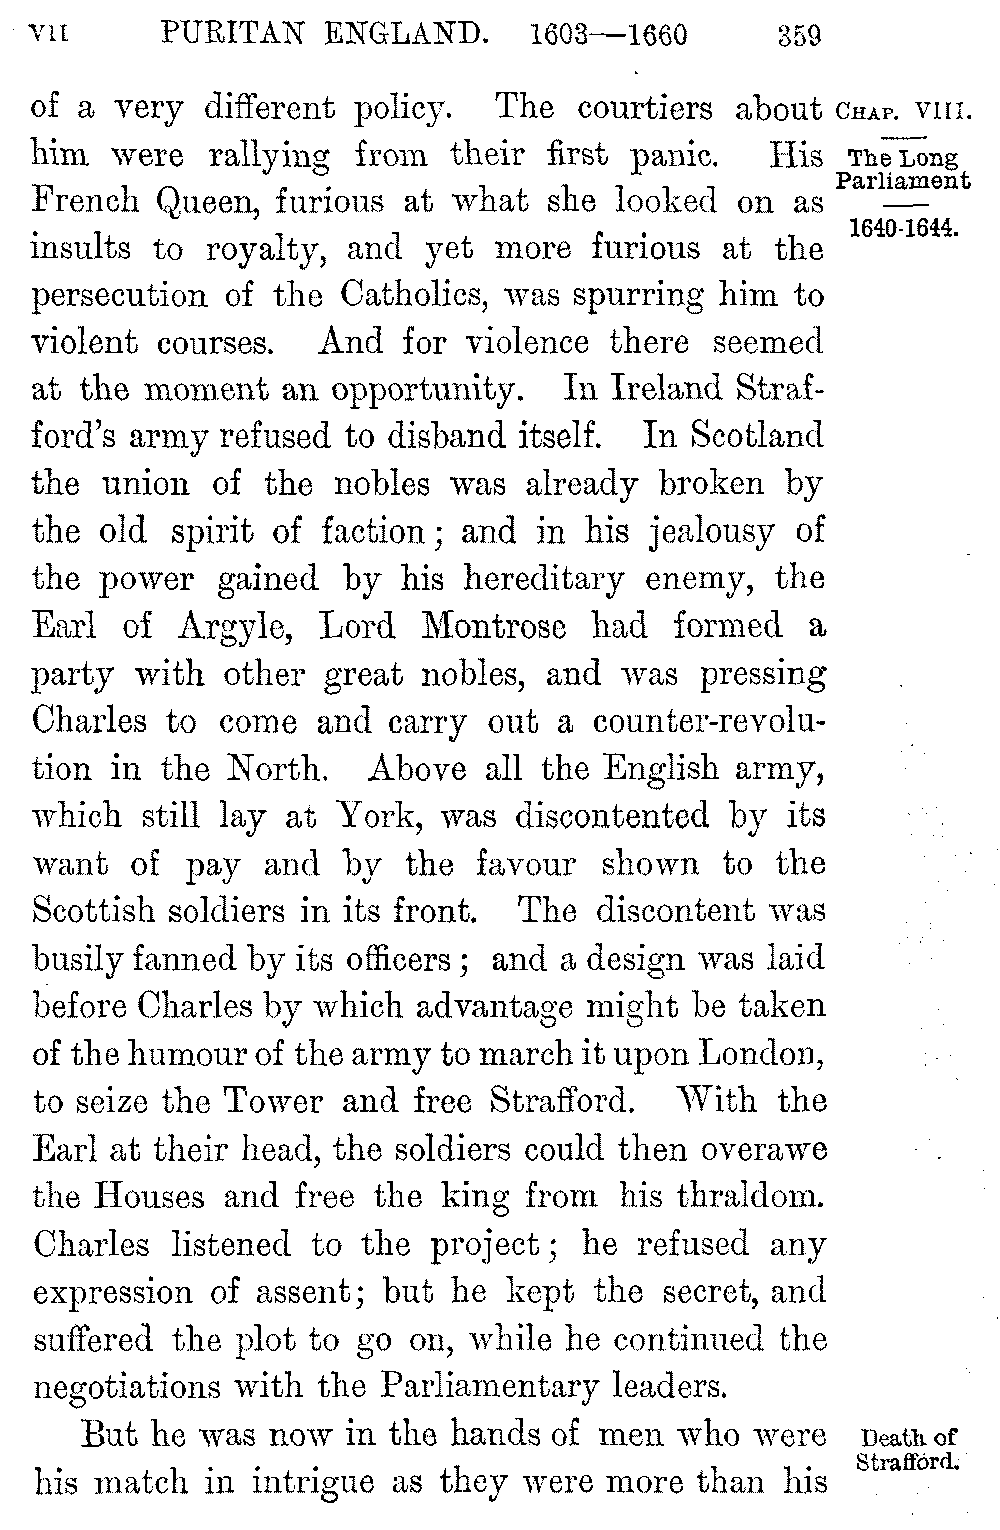 VII PURITAN ENGLAND. 1603—1660 359
of a very different policy. The courtiers about
him were rallying from their first panic. His
French Queen, furious at what she looked on as
insults to royalty, and yet more furious at the
persecution of the Catholics, was spurring him to
violent courses. And for violence there seemed
at the moment an opportunity. In Ireland Straf-
ford's army refused to disband itself. In Scotland
the union of the nobles was already broken by
the old spirit of faction; and in his jealousy of
the power gained by his hereditary enemy, the
Earl of Argyle, Lord Montrose had formed a
party with other great nobles, and was pressing
Charles to come and carry out a counter-revolu-
tion in the North. Above all the English army,
which still lay at York, was discontented by its
want of pay and by the favour shown to the
Scottish soldiers in its front. The discontent was
busily fanned by its officers; and a design was laid
before Charles by which advantage might be taken
of the humour of the army to march it upon London,
to seize the Tower and free Strafford. With the
Earl at their head, the soldiers could then overawe
the Houses and free the king from his thraldom.
Charles listened to the project; he refused any
expression of assent; but he kept the secret, and
suffered the plot to go on, while he continued the
negotiations with the Parliamentary leaders.
But he was now in the hands of men who were
his match in intrigue as they were more than his
CHAP. VIII.
The Long
Parliament
1640-1644.
Death of
Strafford.